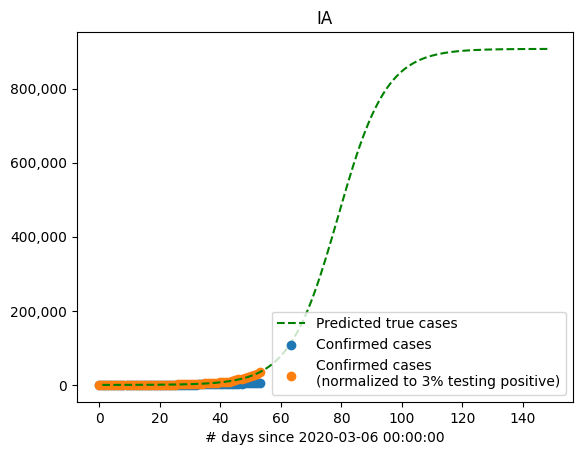 IA
800,000
600,000
400,000
200,000
0
Predicted true cases
Confirmed cases
Confirmed cases
(normalized to 3% testing positive)
0 20 40 60 80 100 120 140
# days since 2020-03-06 00:00:00